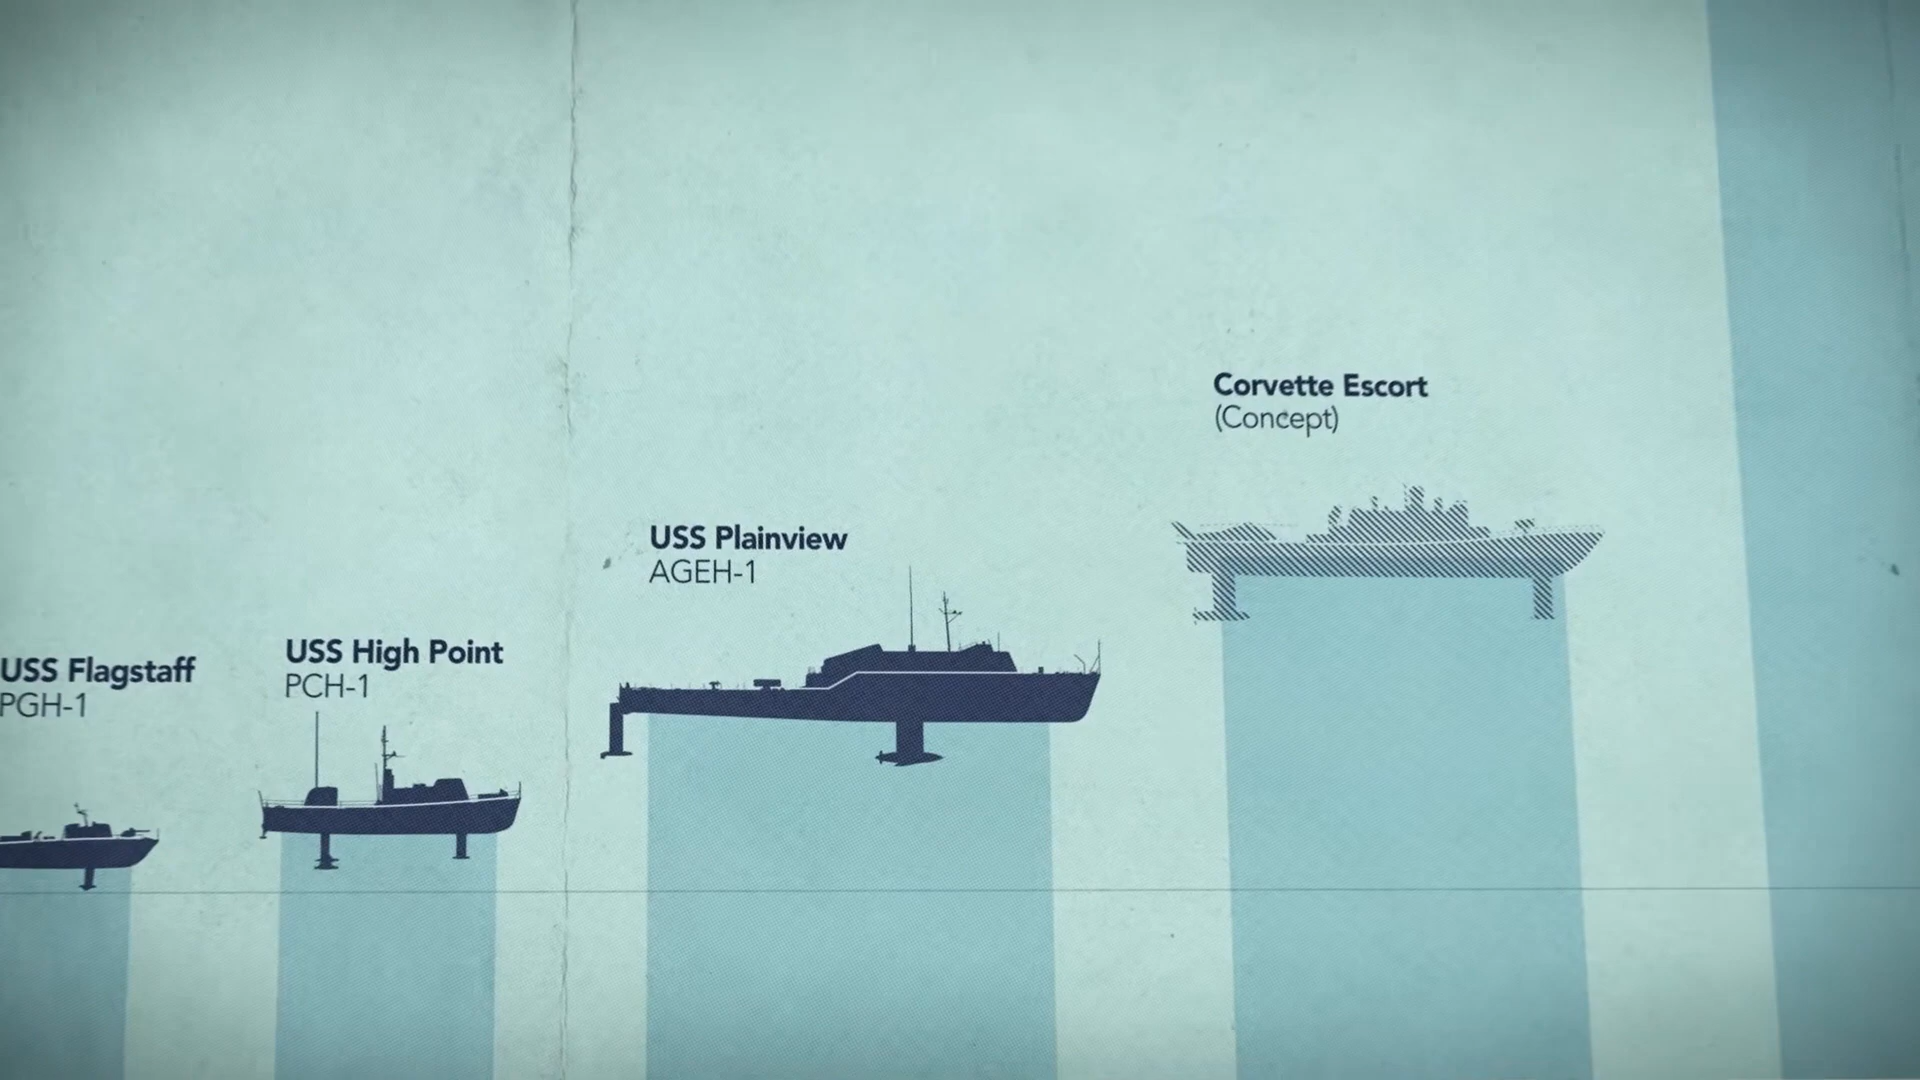 USS Flagstaff
PGH-1
USS High Point
PCH-1
USS Plainview
AGEH-1
Corvette Escort
(Concept)